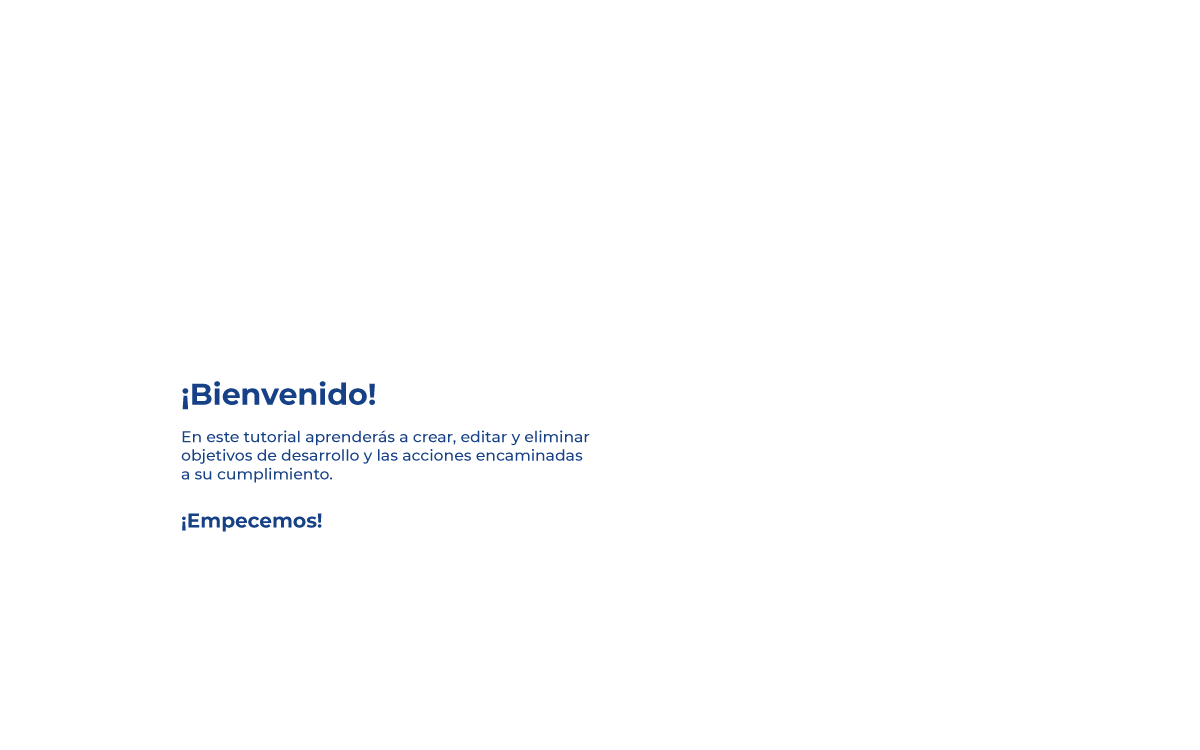 ¡Bienvenido!
En este tutorial aprenderás a crear, editar y eliminar
objetivos de desarrollo y las acciones encaminadas
a su cumplimiento.
¡Empecemos!